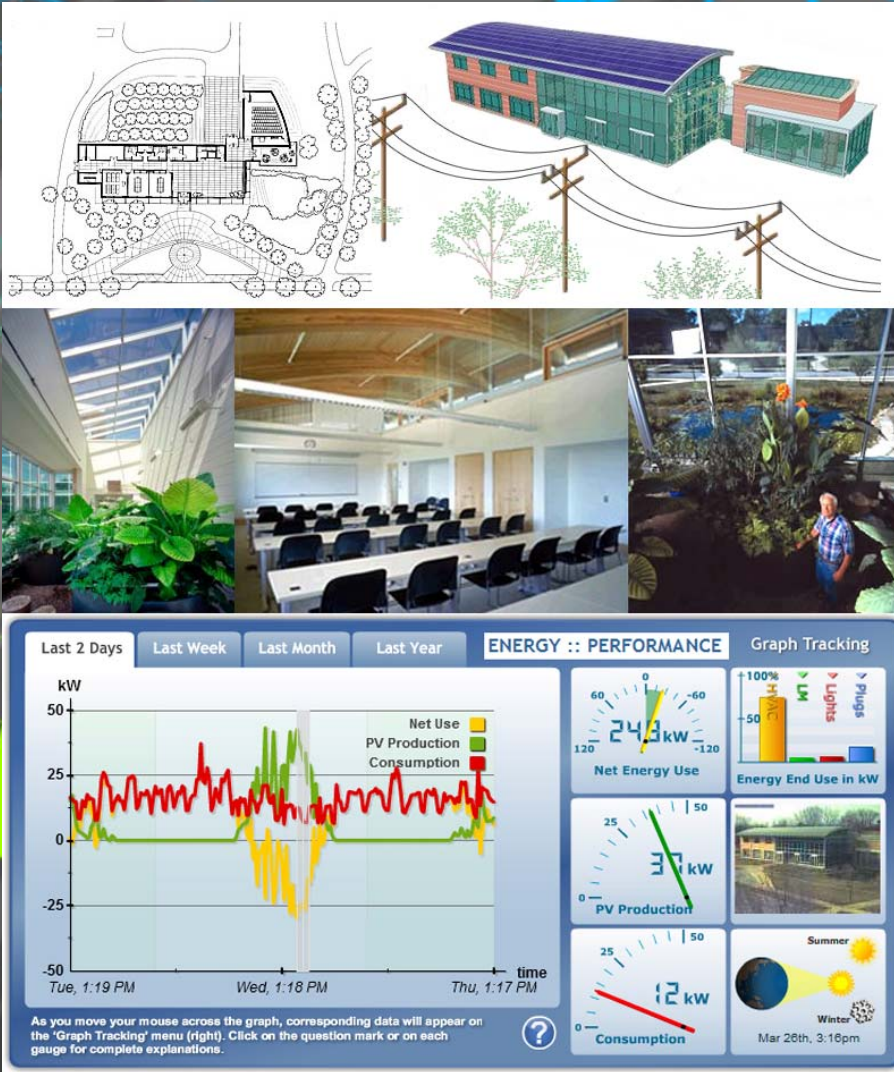 Last 2 Days
Last Week
Last Month
Last Year
ENERGY :: PERFORMANCE
Graph Tracking
kW
50
25
0
-25
-50
Net Use
PV Production
Consumption
time
Tue, 1:19 PM
Wed, 1:18 PM
Thu, 1:17 PM
As you move your mouse across the graph, corresponding data will appear on
the 'Graph Tracking' menu (right). Click on the question mark or on each
gauge for complete explanations.
?
0
60
-60
120
-120
kW
Net Energy Use
100%
50
HVAC
LM
Lights
Plugs
Energy End Use in kW
0
25
50
37 kW
PV Production
0
25
50
12 kW
Consumption
Summer
Winter
Mar 26th, 3:16pm